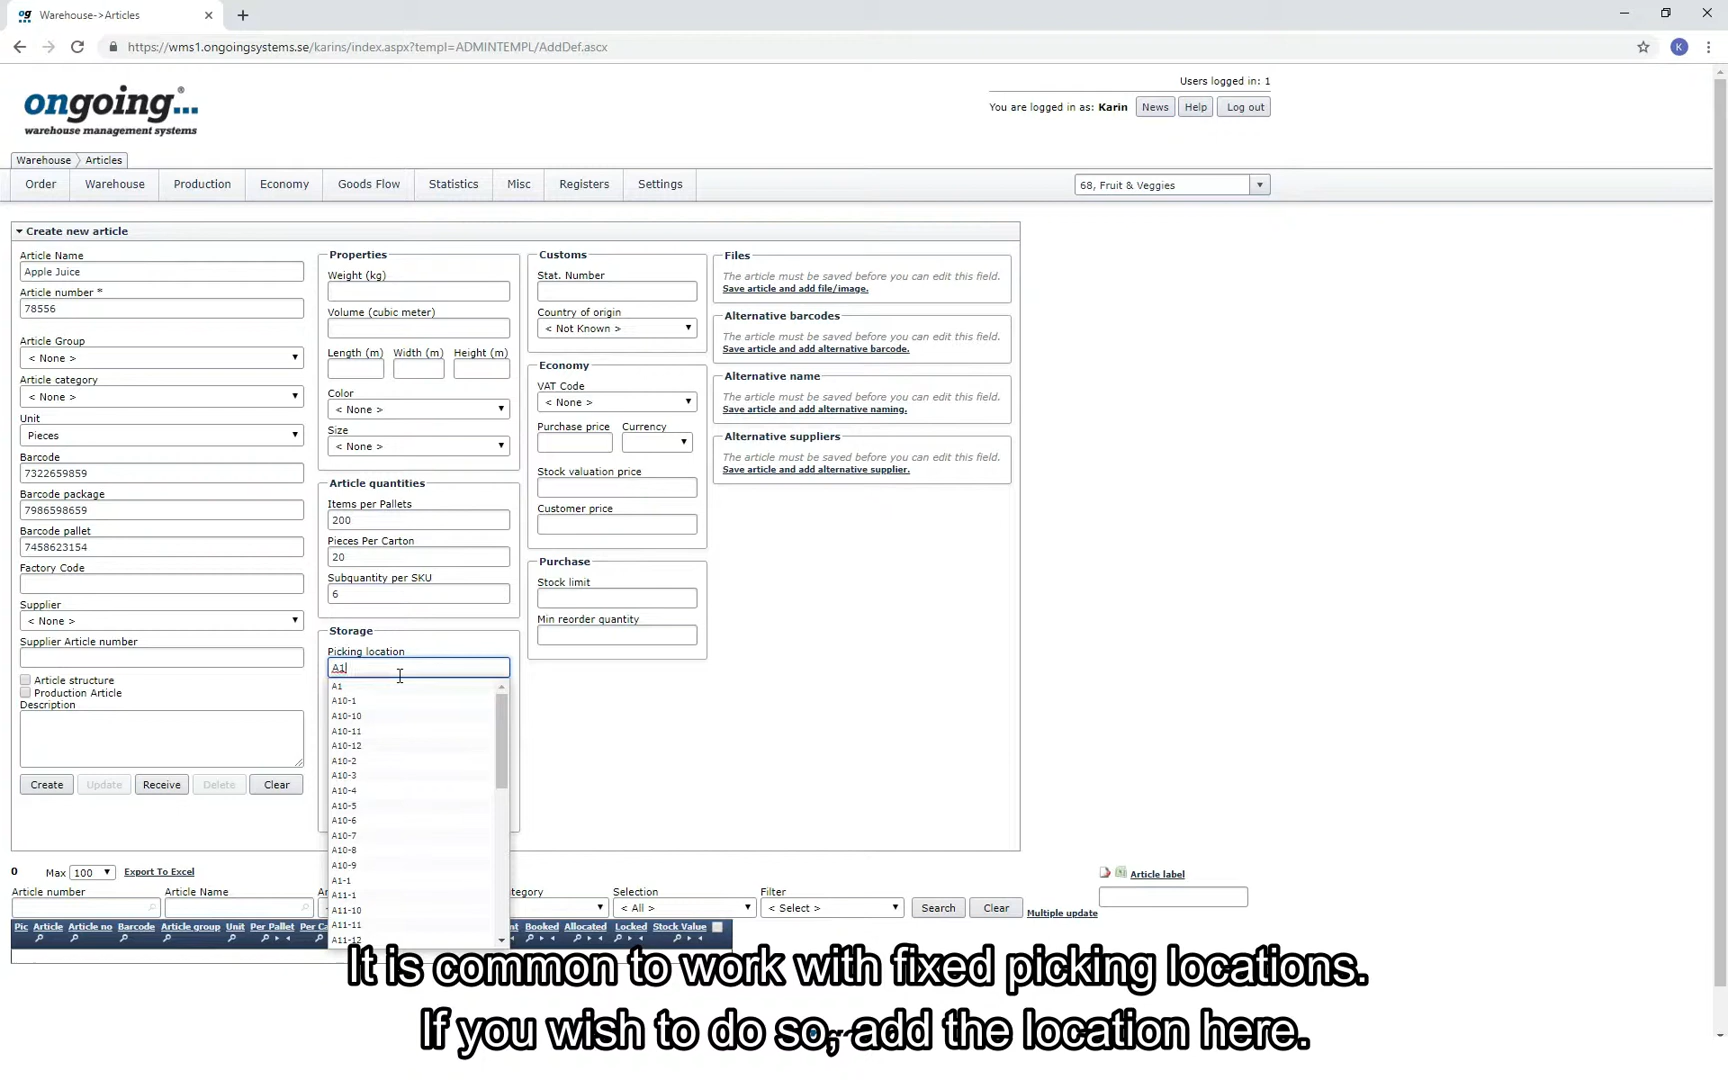 Warehouse->Articles
https://wms1.ongoingsystems.se/karins/index.aspx?templ=ADMINTEMPL/AddDef.ascx
K
ongoing...®
warehouse management systems
Users logged in: 1
You are logged in as: Karin News Help Log out
Warehouse Articles
Order Warehouse Production Economy Goods Flow Statistics Misc Registers Settings
68, Fruit & Veggies
Create new article
Article Name
Apple Juice
Article number *
78556
Article Group
< None >
Article category
< None >
Unit
Pieces
Barcode
7322659859
Barcode package
7986598659
Barcode pallet
7458623154
Factory Code
Supplier
< None >
Supplier Article number
Article structure
Production Article
Description
Create Update Receive Delete Clear
Properties
Weight (kg)
Volume (cubic meter)
Length (m) Width (m) Height (m)
Color
< None >
Size
< None >
Article quantities
Items per Pallets
200
Pieces Per Carton
20
Subquantity per SKU
6
Storage
Picking location
A1
A1
A10-1
A10-10
A10-11
A10-12
A10-2
A10-3
A10-4
A10-5
A10-6
A10-7
A10-8
A10-9
A1-1
A11-1
A11-10
A11-11
A11-12
Customs
Stat. Number
Country of origin
< Not Known >
Economy
VAT Code
< None >
Purchase price Currency
Stock valuation price
Customer price
Purchase
Stock limit
Min reorder quantity
Files
The article must be saved before you can edit this field.
Save article and add file/image.
Alternative barcodes
The article must be saved before you can edit this field.
Save article and add alternative barcode.
Alternative name
The article must be saved before you can edit this field.
Save article and add alternative naming.
Alternative suppliers
The article must be saved before you can edit this field.
Save article and add alternative supplier.
0 Max 100 Export To Excel
Article label
Article number Article Name Selection Filter
< All > < Select > Search Clear
Multiple update
Pic Article Article no Barcode Article group Unit Per Pallet Booked Allocated Locked Stock Value
It is common to work with fixed picking locations.
If you wish to do so, add the location here.